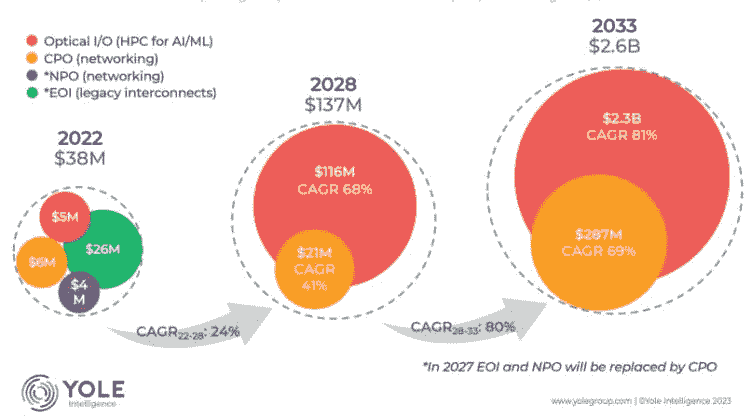 Optical I/O (HPC for AI/ML)
CPO (networking)
*NPO (networking)
*EOI (legacy interconnects)
2022
$38M
$5M
$26M
$6M
$4
M
2028
$137M
$116M
CAGR 68%
$21M
CAGR
41%
2033
$2.6B
$2.3B
CAGR 81%
$287M
CAGR 69%
CAGR22-28: 24%
CAGR28-33: 80%
*In 2027 EOI and NPO will be replaced by CPO
YOLE
Intelligence
www.yolegroup.com | ©Yole Intelligence 2023